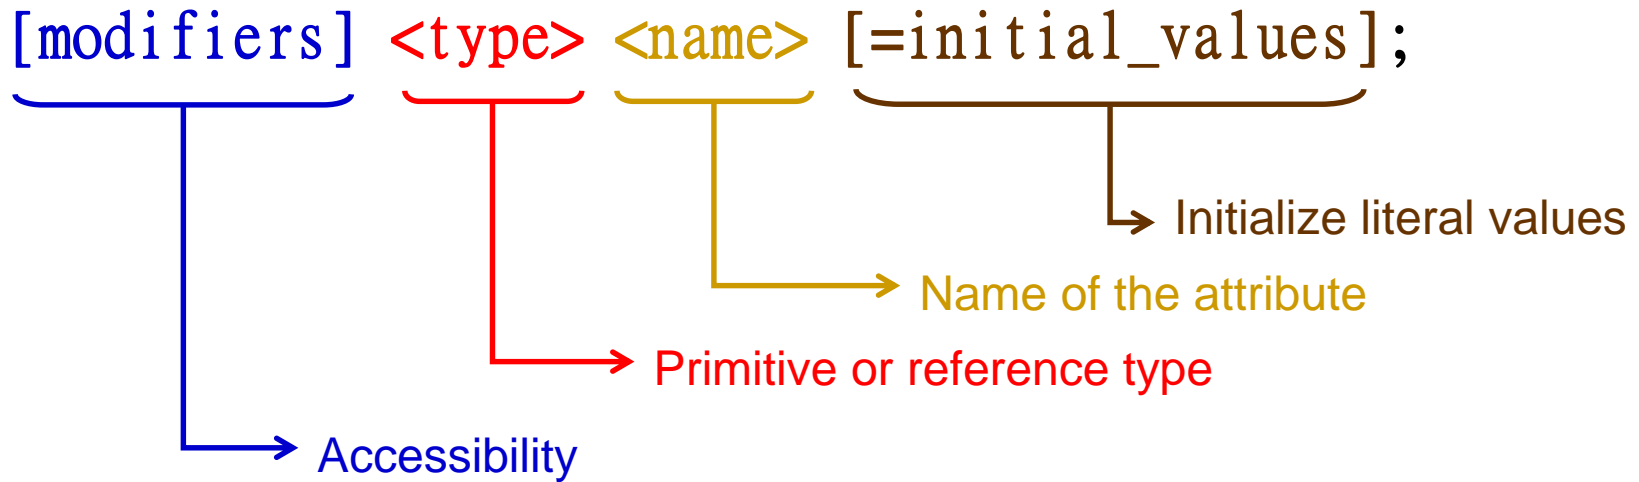 [modifiers] <type> <name> [=initial_values];
Initialize literal values
Name of the attribute
Primitive or reference type
Accessibility